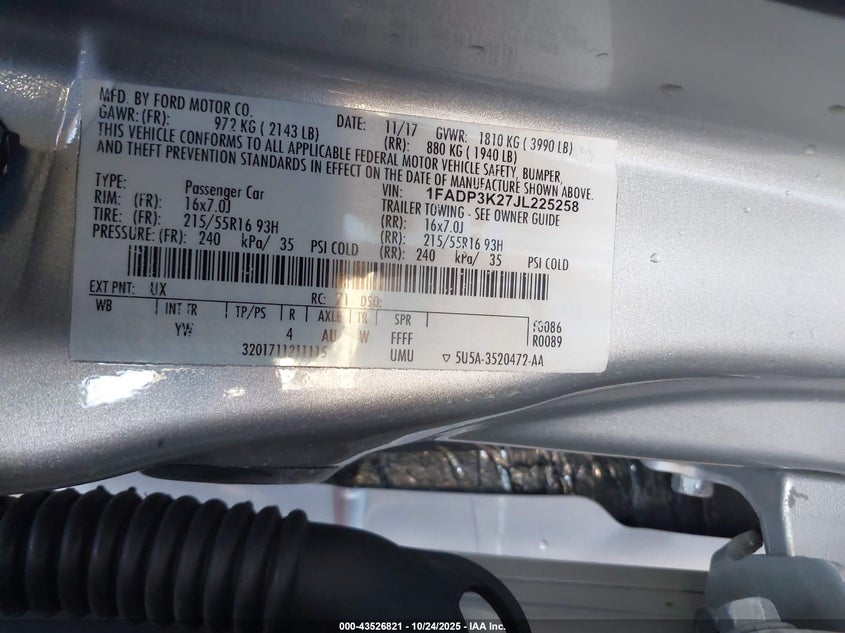 MFD. BY FORD MOTOR CO.
DATE: 11/17 GVWR: 1810 KG ( 3990 LB)
GAWR: (FR): 972 KG ( 2143 LB) (RR): 880 KG ( 1940 LB)
THIS VEHICLE CONFORMS TO ALL APPLICABLE FEDERAL MOTOR VEHICLE SAFETY, BUMPER,
AND THEFT PREVENTION STANDARDS IN EFFECT ON THE DATE OF MANUFACTURE SHOWN ABOVE.
VIN: 1FADP3K27JL225258
TYPE: Passenger Car TRAILER TOWING - SEE OWNER GUIDE
RIM: (FR): 16x7.0J (RR): 16x7.0J
TIRE: (FR): 215/55R16 93H (RR): 215/55R16 93H
PRESSURE: (FR): 240 kPa/ 35 PSI COLD (RR): 240 kPa/ 35 PSI COLD
EXT PNT: UX RC: 71 DSO:
WB INT TR TP/PS R AXLE TR SPR
YW 4 AU W FFFF
f0086
R0089
3201711211115 UMU ▽ 5U5A-3520472-AA
000-43526821 - 10/24/2025 - IAA Inc.